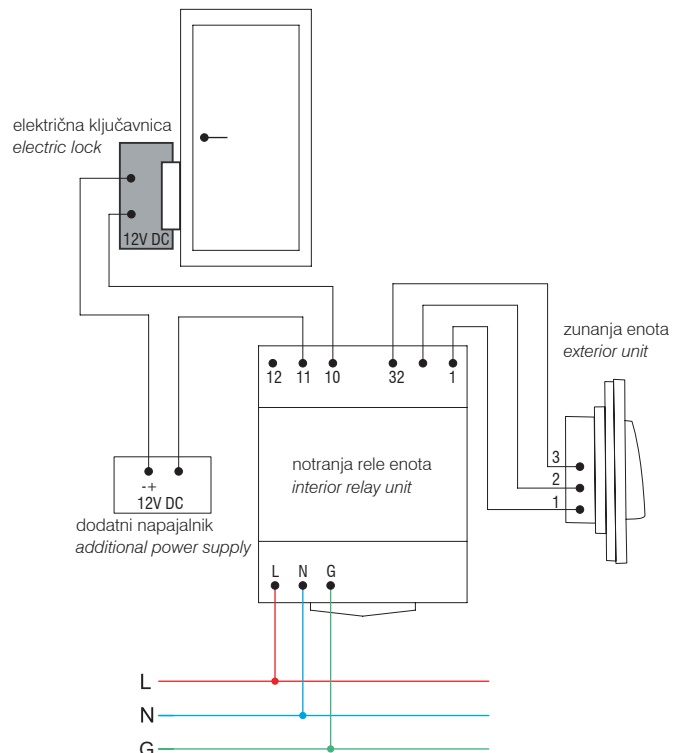 električna ključavnica
electric lock
12V DC
zunanja enota
exterior unit
12 11 10 32 1
notranja rele enota
interior relay unit
3
2
1
-+
12V DC
dodatni napajalnik
additional power supply
L N G
L
N
G